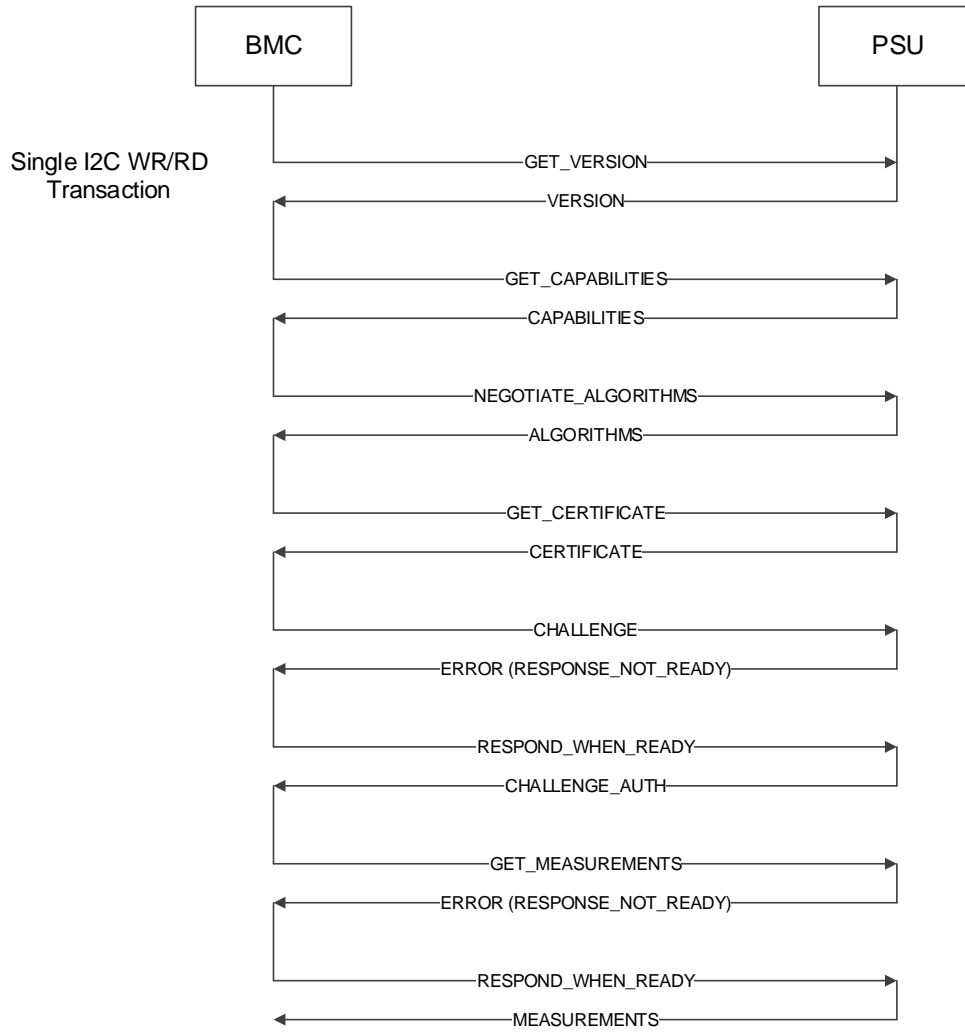 BMC
PSU
Single I2C WR/RD
Transaction
GET_VERSION
VERSION
GET_CAPABILITIES
CAPABILITIES
NEGOTIATE_ALGORITHMS
ALGORITHMS
GET_CERTIFICATE
CERTIFICATE
CHALLENGE
ERROR (RESPONSE_NOT_READY)
RESPOND_WHEN_READY
CHALLENGE_AUTH
GET_MEASUREMENTS
ERROR (RESPONSE_NOT_READY)
RESPOND_WHEN_READY
MEASUREMENTS